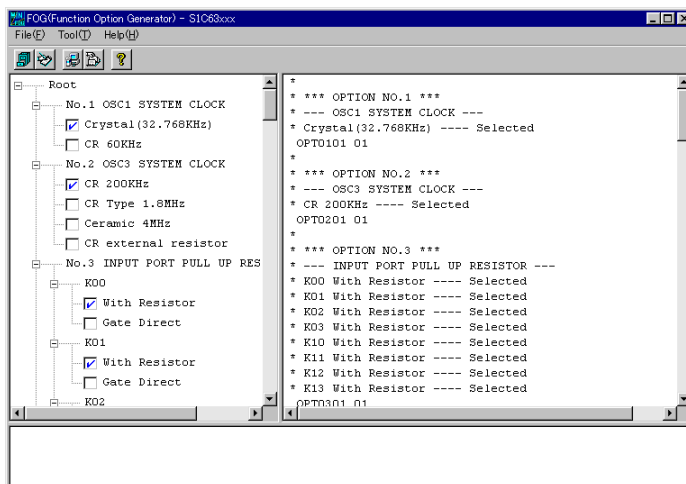 FOG(Function Option Generator) - S1C63xxx
File(F) Tool(T) Help(H)
Root
No.1 OSC1 SYSTEM CLOCK
Crystal(32.768KHz)
CR 60KHz
No.2 OSC3 SYSTEM CLOCK
CR 200KHz
CR Type 1.8MHz
Ceramic 4MHz
CR external resistor
No.3 INPUT PORT PULL UP RES
K00
With Resistor
Gate Direct
K01
With Resistor
Gate Direct
K02
*
* *** OPTION NO.1 ***
* --- OSC1 SYSTEM CLOCK ---
* Crystal(32.768KHz) ---- Selected
OPT0101 01
*
* *** OPTION NO.2 ***
* --- OSC3 SYSTEM CLOCK ---
* CR 200KHz ---- Selected
OPT0201 01
*
* *** OPTION NO.3 ***
* --- INPUT PORT PULL UP RESISTOR ---
* K00 With Resistor ---- Selected
* K01 With Resistor ---- Selected
* K02 With Resistor ---- Selected
* K03 With Resistor ---- Selected
* K10 With Resistor ---- Selected
* K11 With Resistor ---- Selected
* K12 With Resistor ---- Selected
* K13 With Resistor ---- Selected
OPT0301 01